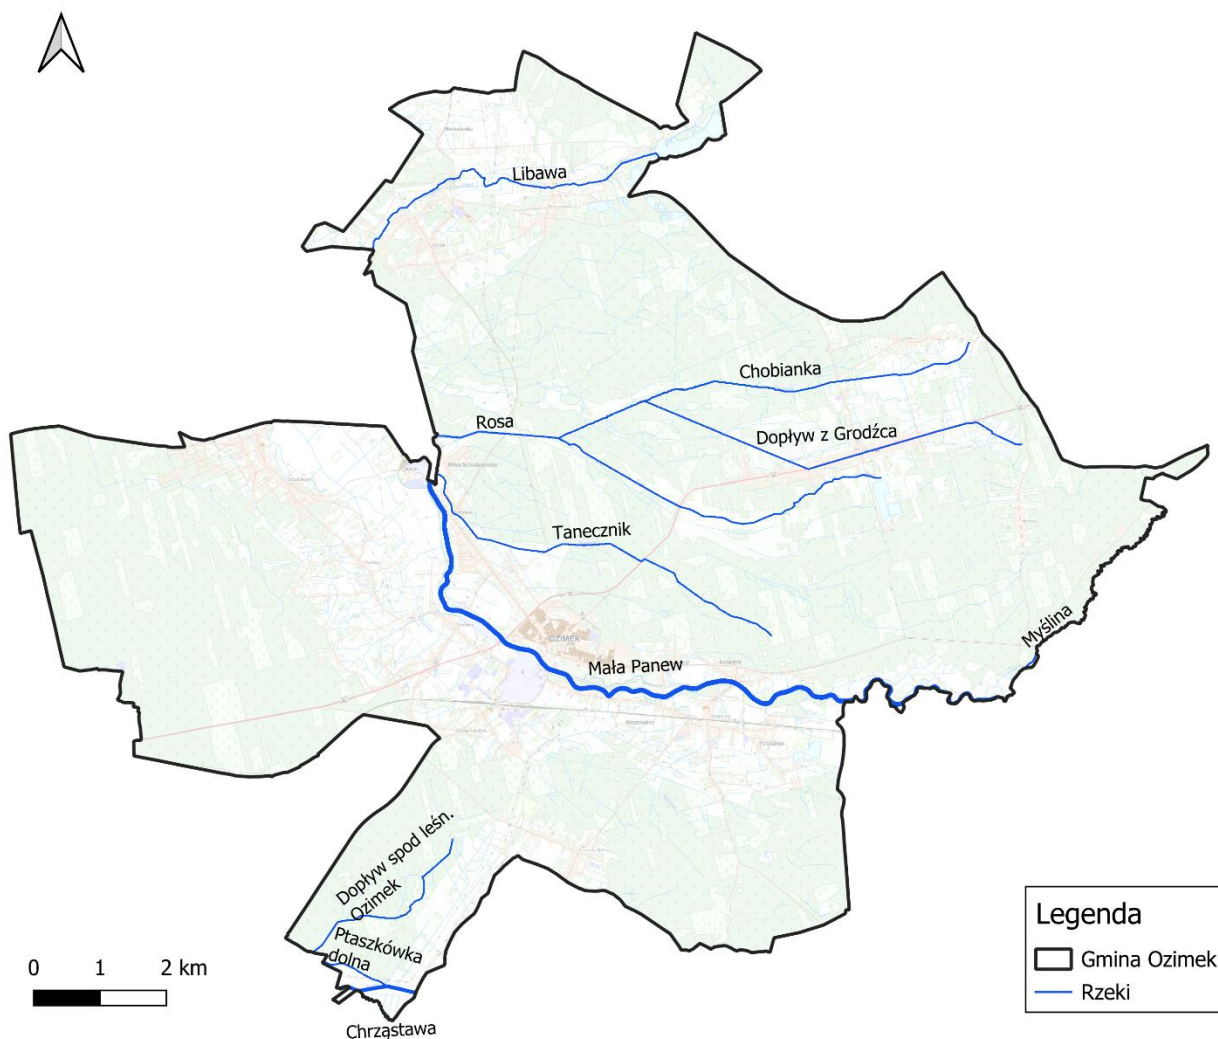 Libawa
Chobianka
Rosa
Dopływ z Grodźca
Tanecznik
Myślina
OZIMEK
Mała Panew
Dopływ spod leśn.
Ozimek
Ptaszkówka
dolna
Chrząstawa
0 1 2 km
Legenda
Gmina Ozimek
Rzeki